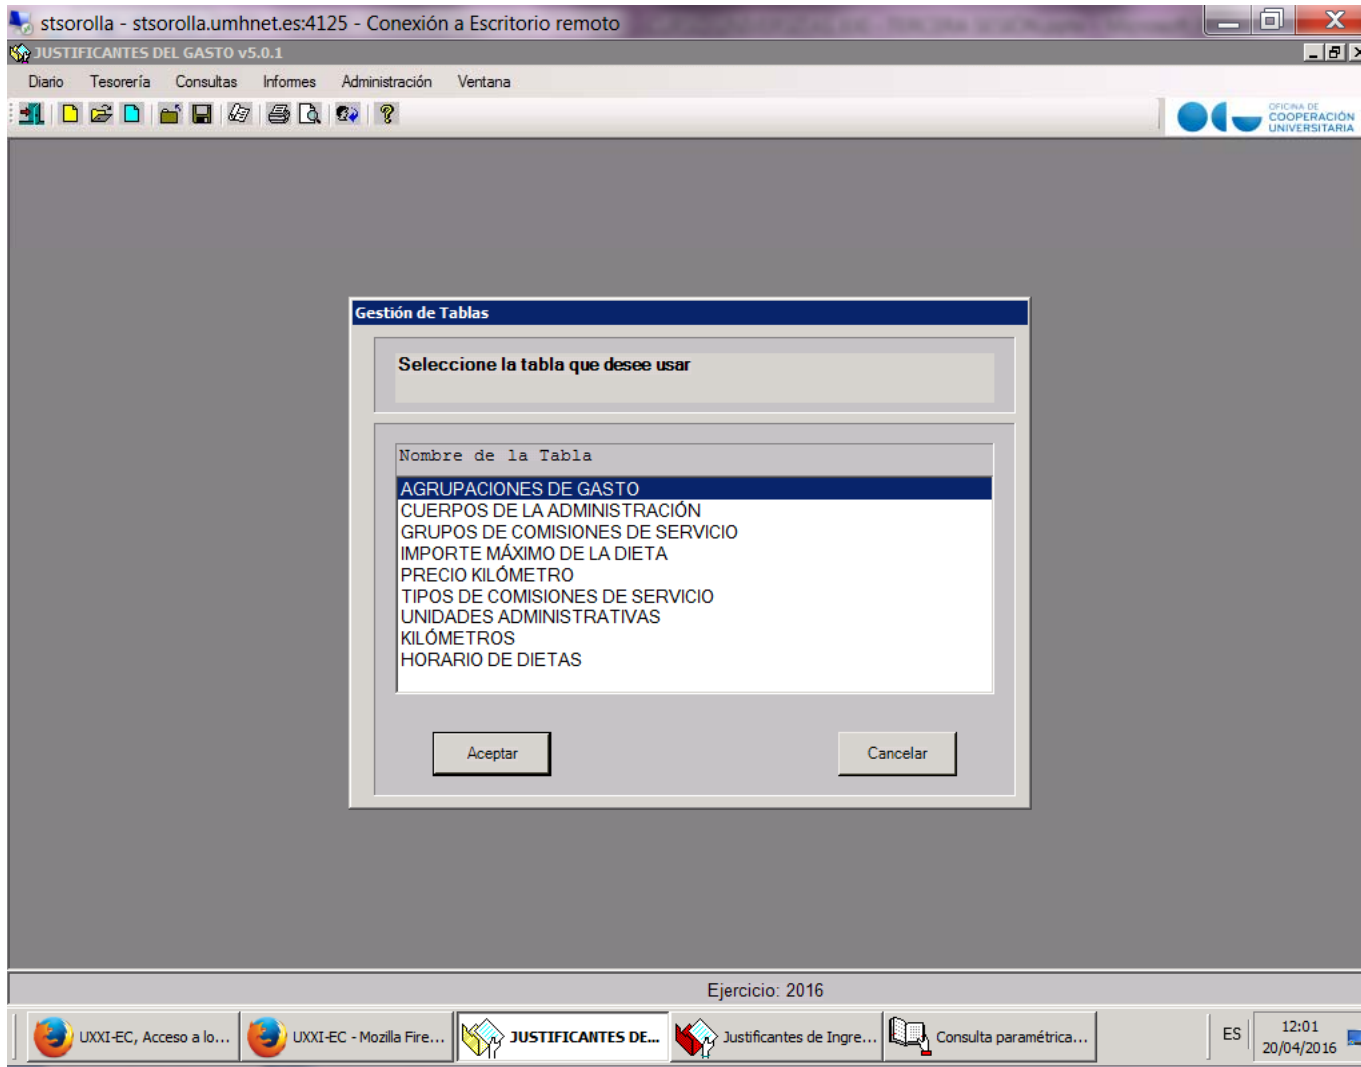 stsorolla - stsorolla.umhnet.es:4125 - Conexión a Escritorio remoto
JUSTIFICANTES DEL GASTO v5.0.1
Diario Tesorería Consultas Informes Administración Ventana
OFICINA DE
COOPERACIÓN
UNIVERSITARIA
Gestión de Tablas
Seleccione la tabla que desee usar
Nombre de la Tabla
AGRUPACIONES DE GASTO
CUERPOS DE LA ADMINISTRACIÓN
GRUPOS DE COMISIONES DE SERVICIO
IMPORTE MÁXIMO DE LA DIETA
PRECIO KILÓMETRO
TIPOS DE COMISIONES DE SERVICIO
UNIDADES ADMINISTRATIVAS
KILÓMETROS
HORARIO DE DIETAS
Aceptar Cancelar
Ejercicio: 2016
UXXI-EC, Acceso a lo... UXXI-EC - Mozilla Fire... JUSTIFICANTES DE... Justificantes de Ingre... Consulta paramétrica... ES 12:01
20/04/2016